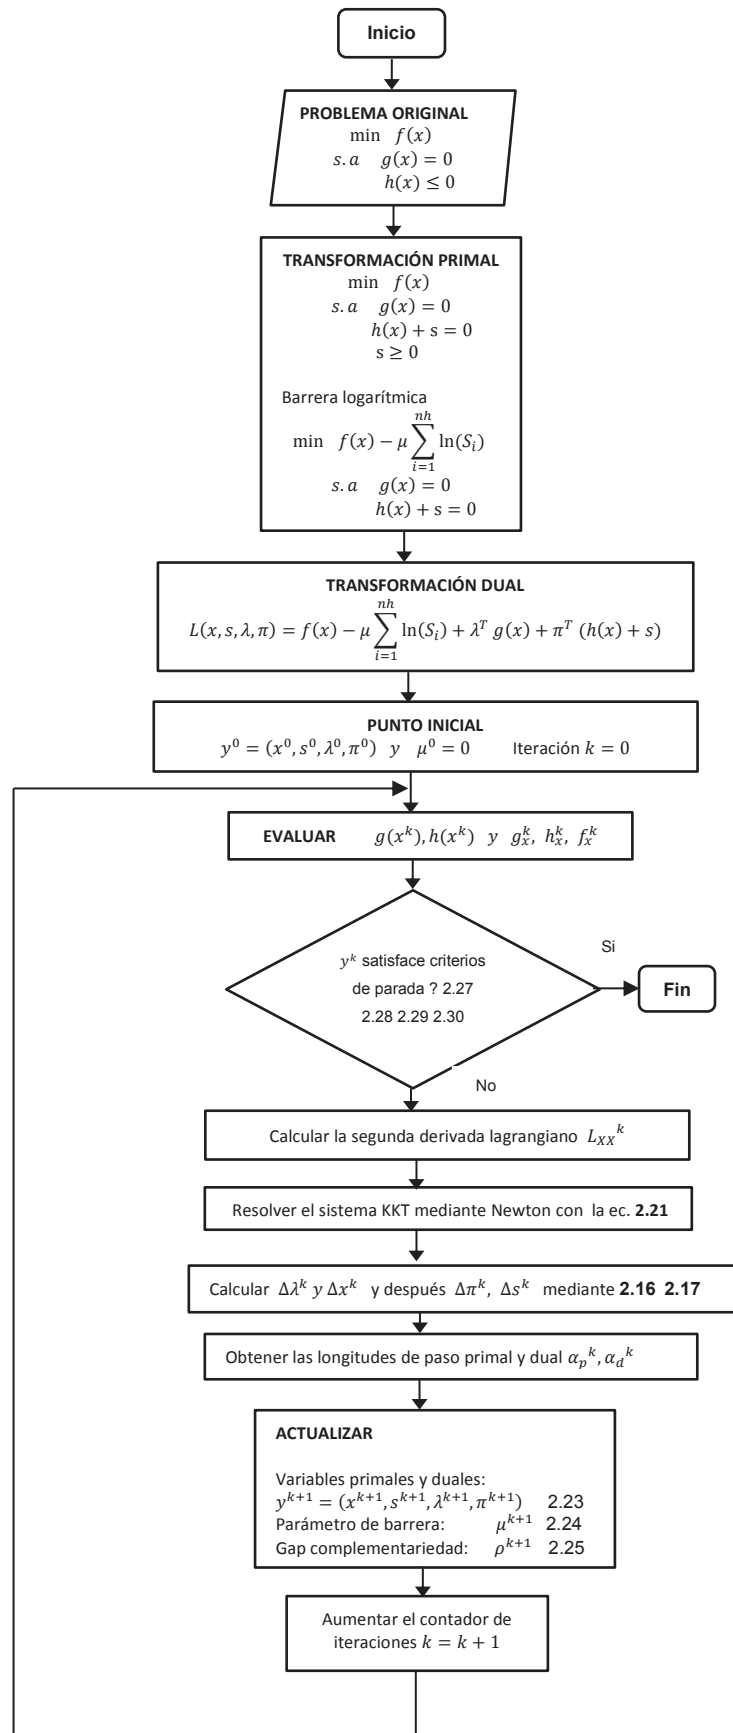 Inicio
PROBLEMA ORIGINAL
min f(x)
s.a g(x) = 0
h(x) ≤ 0
TRANSFORMACIÓN PRIMAL
min f(x)
s.a g(x) = 0
h(x) + s = 0
s ≥ 0
Barrera logarítmica
min f(x) − μ ∑_{i=1}^{nh} ln(S_i)
s.a g(x) = 0
h(x) + s = 0
TRANSFORMACIÓN DUAL
L(x, s, λ, π) = f(x) − μ ∑_{i=1}^{nh} ln(S_i) + λ^T g(x) + π^T (h(x) + s)
PUNTO INICIAL
y^0 = (x^0, s^0, λ^0, π^0) y μ^0 = 0 Iteración k = 0
EVALUAR g(x^k), h(x^k) y g_x^k, h_x^k, f_x^k
y^k satisface criterios
de parada ? 2.27
2.28 2.29 2.30
Si
Fin
No
Calcular la segunda derivada lagrangiano L_{XX}^k
Resolver el sistema KKT mediante Newton con la ec. 2.21
Calcular Δλ^k y Δx^k y después Δπ^k, Δs^k mediante 2.16 2.17
Obtener las longitudes de paso primal y dual α_p^k, α_d^k
ACTUALIZAR
Variables primales y duales:
y^{k+1} = (x^{k+1}, s^{k+1}, λ^{k+1}, π^{k+1}) 2.23
Parámetro de barrera: μ^{k+1} 2.24
Gap complementariedad: ρ^{k+1} 2.25
Aumentar el contador de
iteraciones k = k + 1